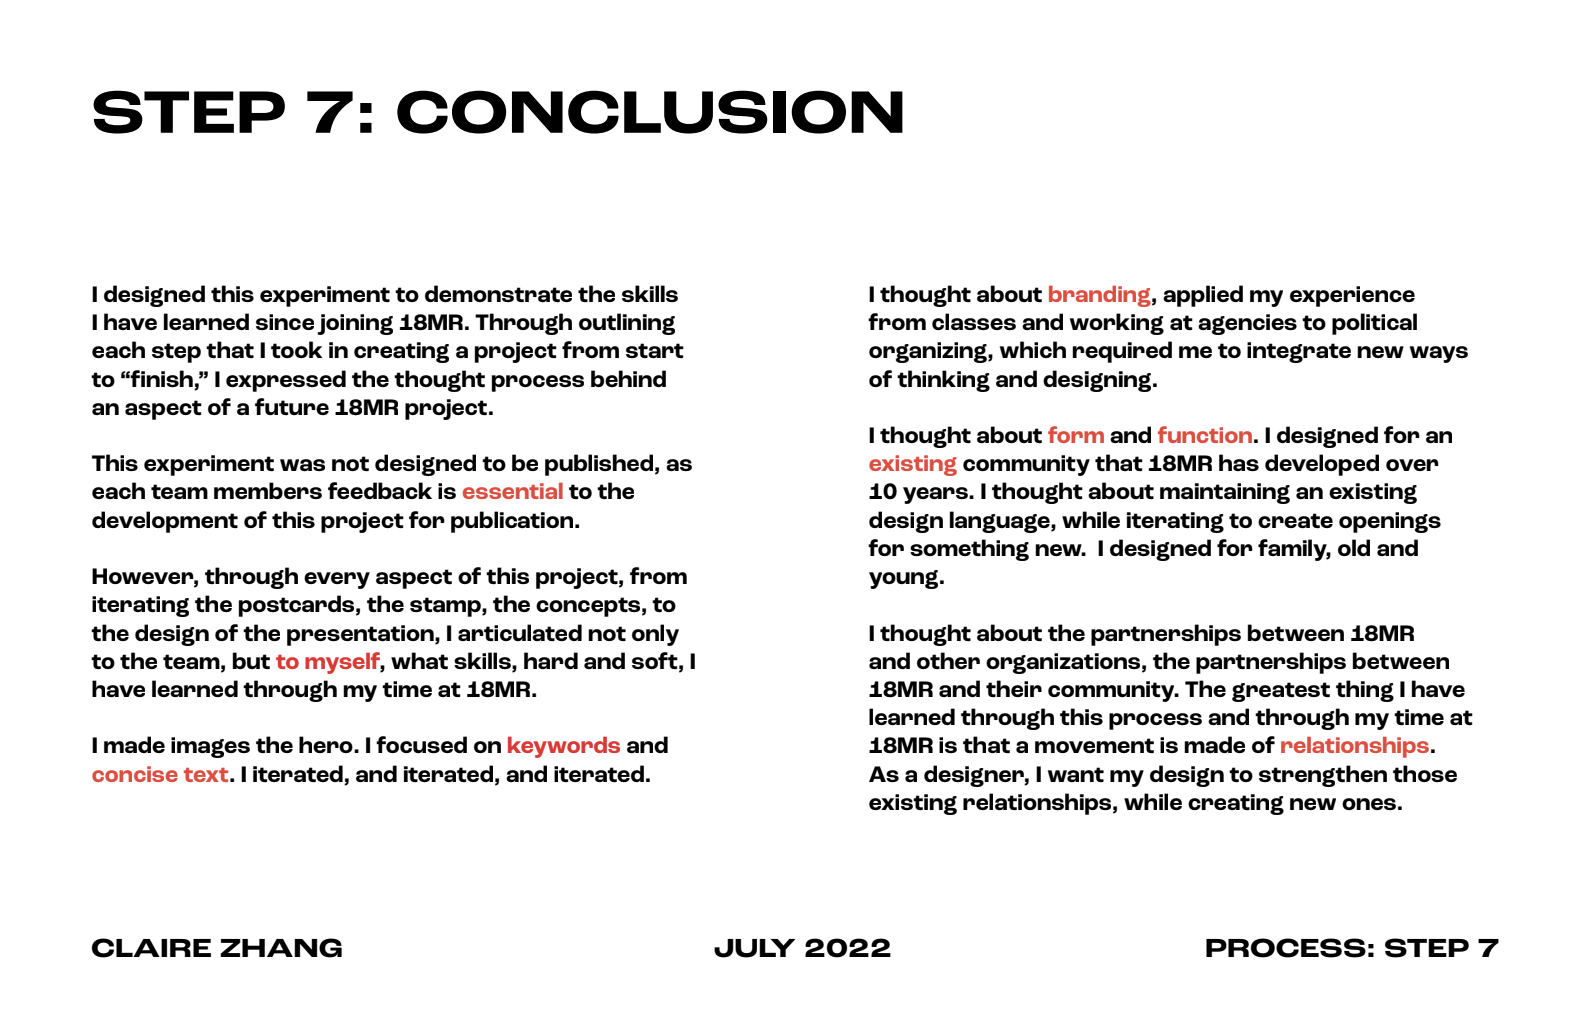 STEP 7: CONCLUSION
I designed this experiment to demonstrate the skills
I have learned since joining 18MR. Through outlining
each step that I took in creating a project from start
to “finish,” I expressed the thought process behind
an aspect of a future 18MR project.
This experiment was not designed to be published, as
each team members feedback is essential to the
development of this project for publication.
However, through every aspect of this project, from
iterating the postcards, the stamp, the concepts, to
the design of the presentation, I articulated not only
to the team, but to myself, what skills, hard and soft, I
have learned through my time at 18MR.
I made images the hero. I focused on keywords and
concise text. I iterated, and iterated, and iterated.
I thought about branding, applied my experience
from classes and working at agencies to political
organizing, which required me to integrate new ways
of thinking and designing.
I thought about form and function. I designed for an
existing community that 18MR has developed over
10 years. I thought about maintaining an existing
design language, while iterating to create openings
for something new.  I designed for family, old and
young.
I thought about the partnerships between 18MR
and other organizations, the partnerships between
18MR and their community. The greatest thing I have
learned through this process and through my time at
18MR is that a movement is made of relationships.
As a designer, I want my design to strengthen those
existing relationships, while creating new ones.
CLAIRE ZHANG
JULY 2022
PROCESS: STEP 7